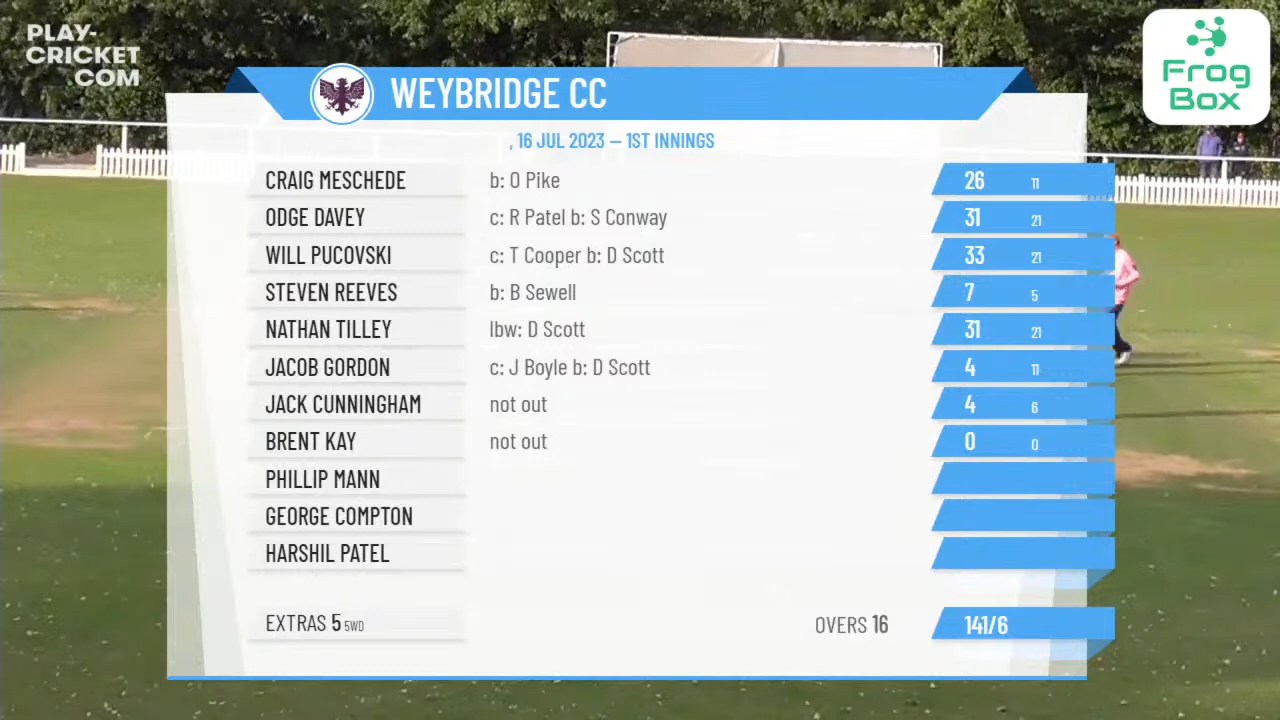 PLAY-
CRICKET
.COM
Frog
Box
WEYBRIDGE CC
, 16 JUL 2023 – 1ST INNINGS
CRAIG MESCHEDE b: O Pike 26 11
ODGE DAVEY c: R Patel b: S Conway 31 21
WILL PUCOVSKI c: T Cooper b: D Scott 33 21
STEVEN REEVES b: B Sewell 7 5
NATHAN TILLEY lbw: D Scott 31 21
JACOB GORDON c: J Boyle b: D Scott 4 11
JACK CUNNINGHAM not out 4 6
BRENT KAY not out 0 0
PHILLIP MANN
GEORGE COMPTON
HARSHIL PATEL
EXTRAS 5 5WD OVERS 16 141/6